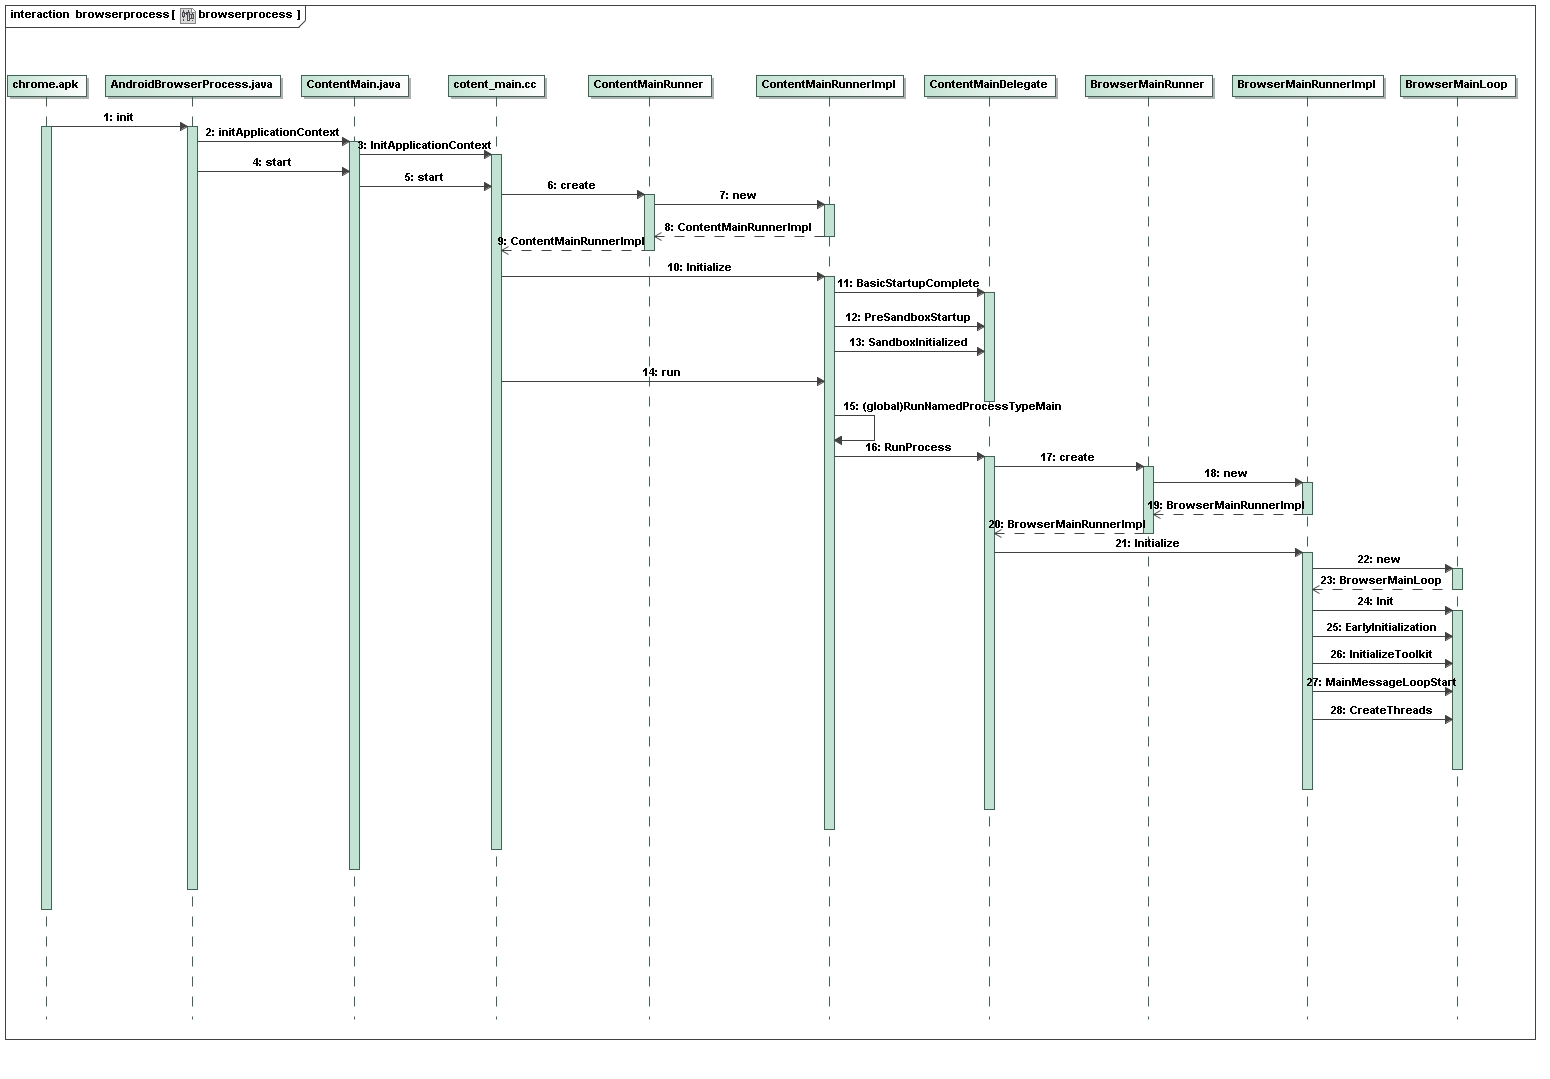 interaction browserprocess [ browserprocess ]
chrome.apk AndroidBrowserProcess.java ContentMain.java cotent_main.cc ContentMainRunner ContentMainRunnerImpl ContentMainDelegate BrowserMainRunner BrowserMainRunnerImpl BrowserMainLoop
1: init
2: initApplicationContext
3: InitApplicationContext
4: start
5: start
6: create
7: new
8: ContentMainRunnerImpl
9: ContentMainRunnerImpl
10: Initialize
11: BasicStartupComplete
12: PreSandboxStartup
13: SandboxInitialized
14: run
15: (global)RunNamedProcessTypeMain
16: RunProcess
17: create
18: new
19: BrowserMainRunnerImpl
20: BrowserMainRunnerImpl
21: Initialize
22: new
23: BrowserMainLoop
24: Init
25: EarlyInitialization
26: InitializeToolkit
27: MainMessageLoopStart
28: CreateThreads